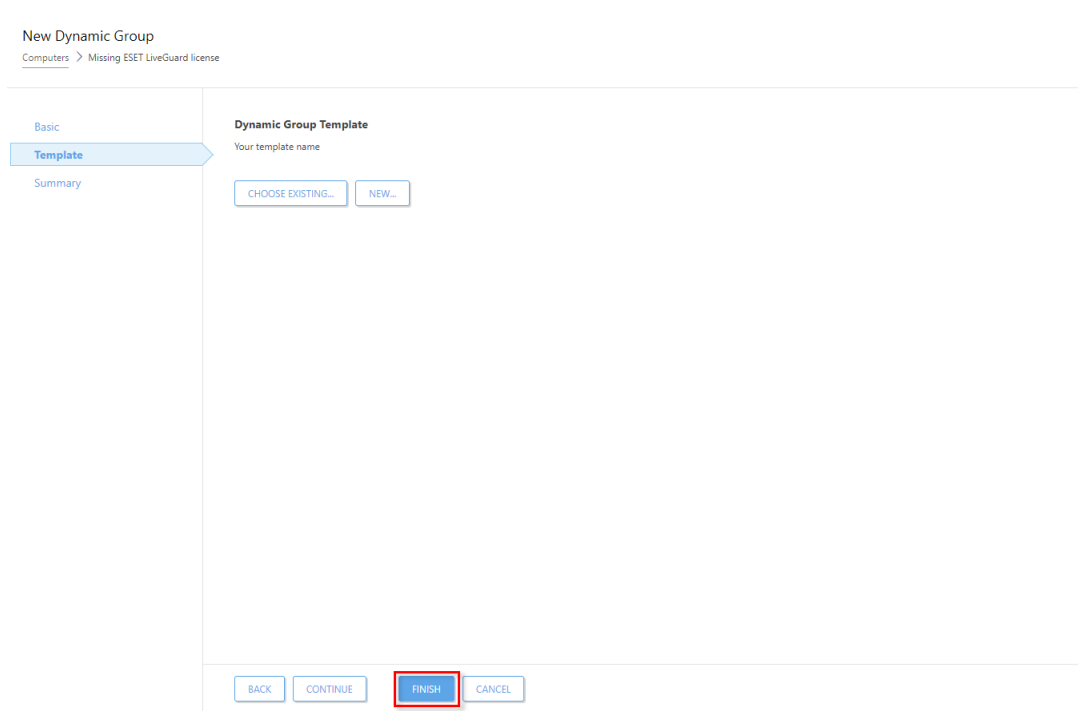 New Dynamic Group
Computers > Missing ESET LiveGuard license
Basic
Template
Summary
Dynamic Group Template
Your template name
CHOOSE EXISTING... NEW...
BACK CONTINUE FINISH CANCEL